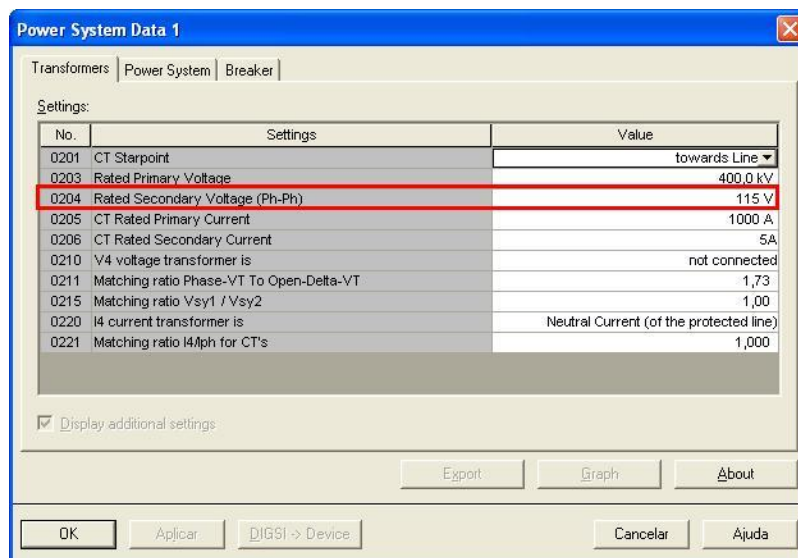 Power System Data 1
Transformers Power System Breaker
Settings:
No. Settings Value
0201 CT Starpoint towards Line
0203 Rated Primary Voltage 400,0 kV
0204 Rated Secondary Voltage (Ph-Ph) 115 V
0205 CT Rated Primary Current 1000 A
0206 CT Rated Secondary Current 5A
0210 V4 voltage transformer is not connected
0211 Matching ratio Phase-VT To Open-Delta-VT 1,73
0215 Matching ratio Vsy1 / Vsy2 1,00
0220 I4 current transformer is Neutral Current (of the protected line)
0221 Matching ratio I4/Iph for CT's 1,000
Display additional settings
Export Graph About
OK Aplicar DIGSI -> Device Cancelar Ajuda